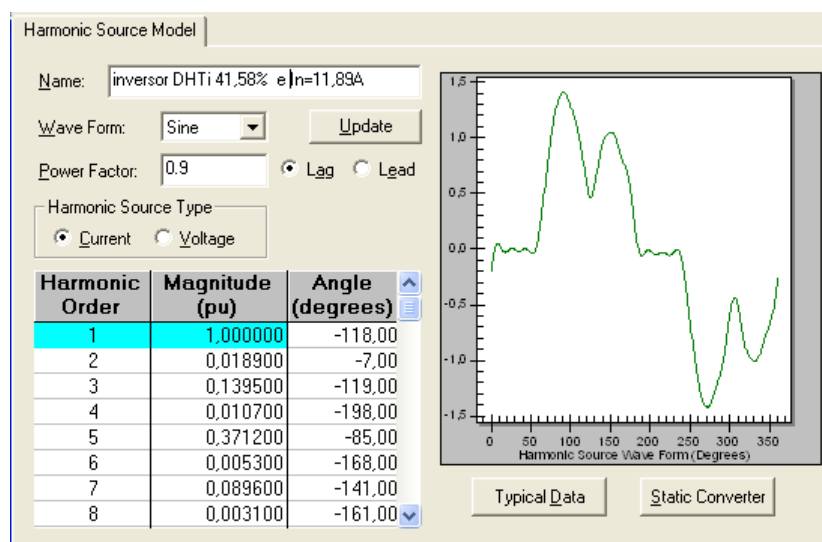 Harmonic Source Model
Name: inversor DHTi 41,58% e In=11,89A
Wave Form: Sine Update
Power Factor: 0.9 Lag Lead
Harmonic Source Type
Current Voltage
Harmonic Order Magnitude (pu) Angle (degrees)
1 1,000000 -118,00
2 0,018900 -7,00
3 0,139500 -119,00
4 0,010700 -198,00
5 0,371200 -85,00
6 0,005300 -168,00
7 0,089600 -141,00
8 0,003100 -161,00
1,5
1,0
0,5
0,0
-0,5
-1,0
-1,5
0 50 100 150 200 250 300 350
Harmonic Source Wave Form (Degrees)
Typical Data Static Converter